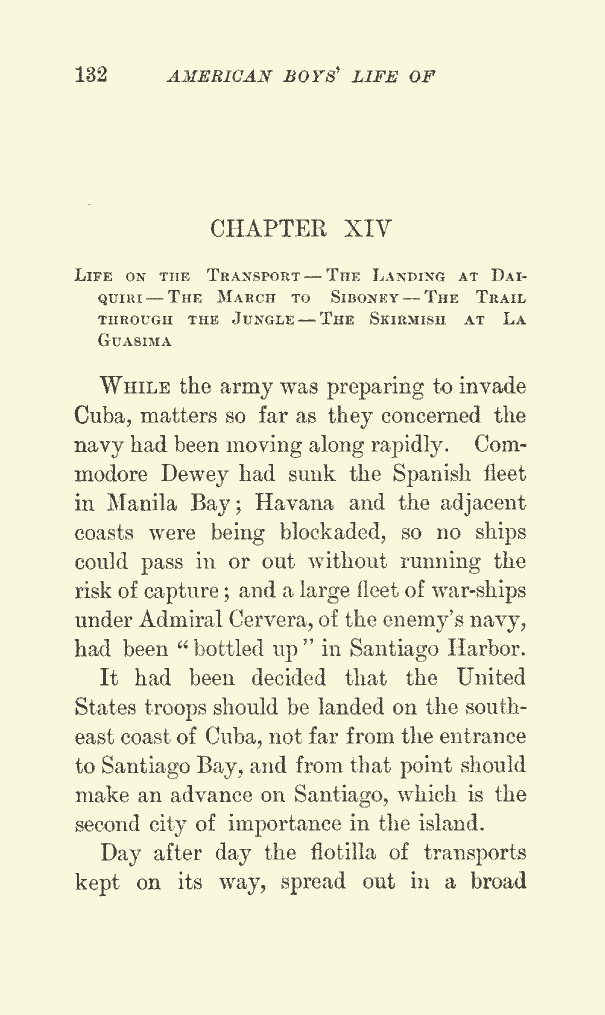 132 AMERICAN BOYS' LIFE OF
CHAPTER XIV
Life on the Transport — The Landing at Dai-
quiri — The March to Siboney — The Trail
through the Jungle — The Skirmish at La
Guasima
While the army was preparing to invade
Cuba, matters so far as they concerned the
navy had been moving along rapidly. Com-
modore Dewey had sunk the Spanish fleet
in Manila Bay; Havana and the adjacent
coasts were being blockaded, so no ships
could pass in or out without running the
risk of capture; and a large fleet of war-ships
under Admiral Cervera, of the enemy's navy,
had been "bottled up" in Santiago Harbor.
It had been decided that the United
States troops should be landed on the south-
east coast of Cuba, not far from the entrance
to Santiago Bay, and from that point should
make an advance on Santiago, which is the
second city of importance in the island.
Day after day the flotilla of transports
kept on its way, spread out in a broad